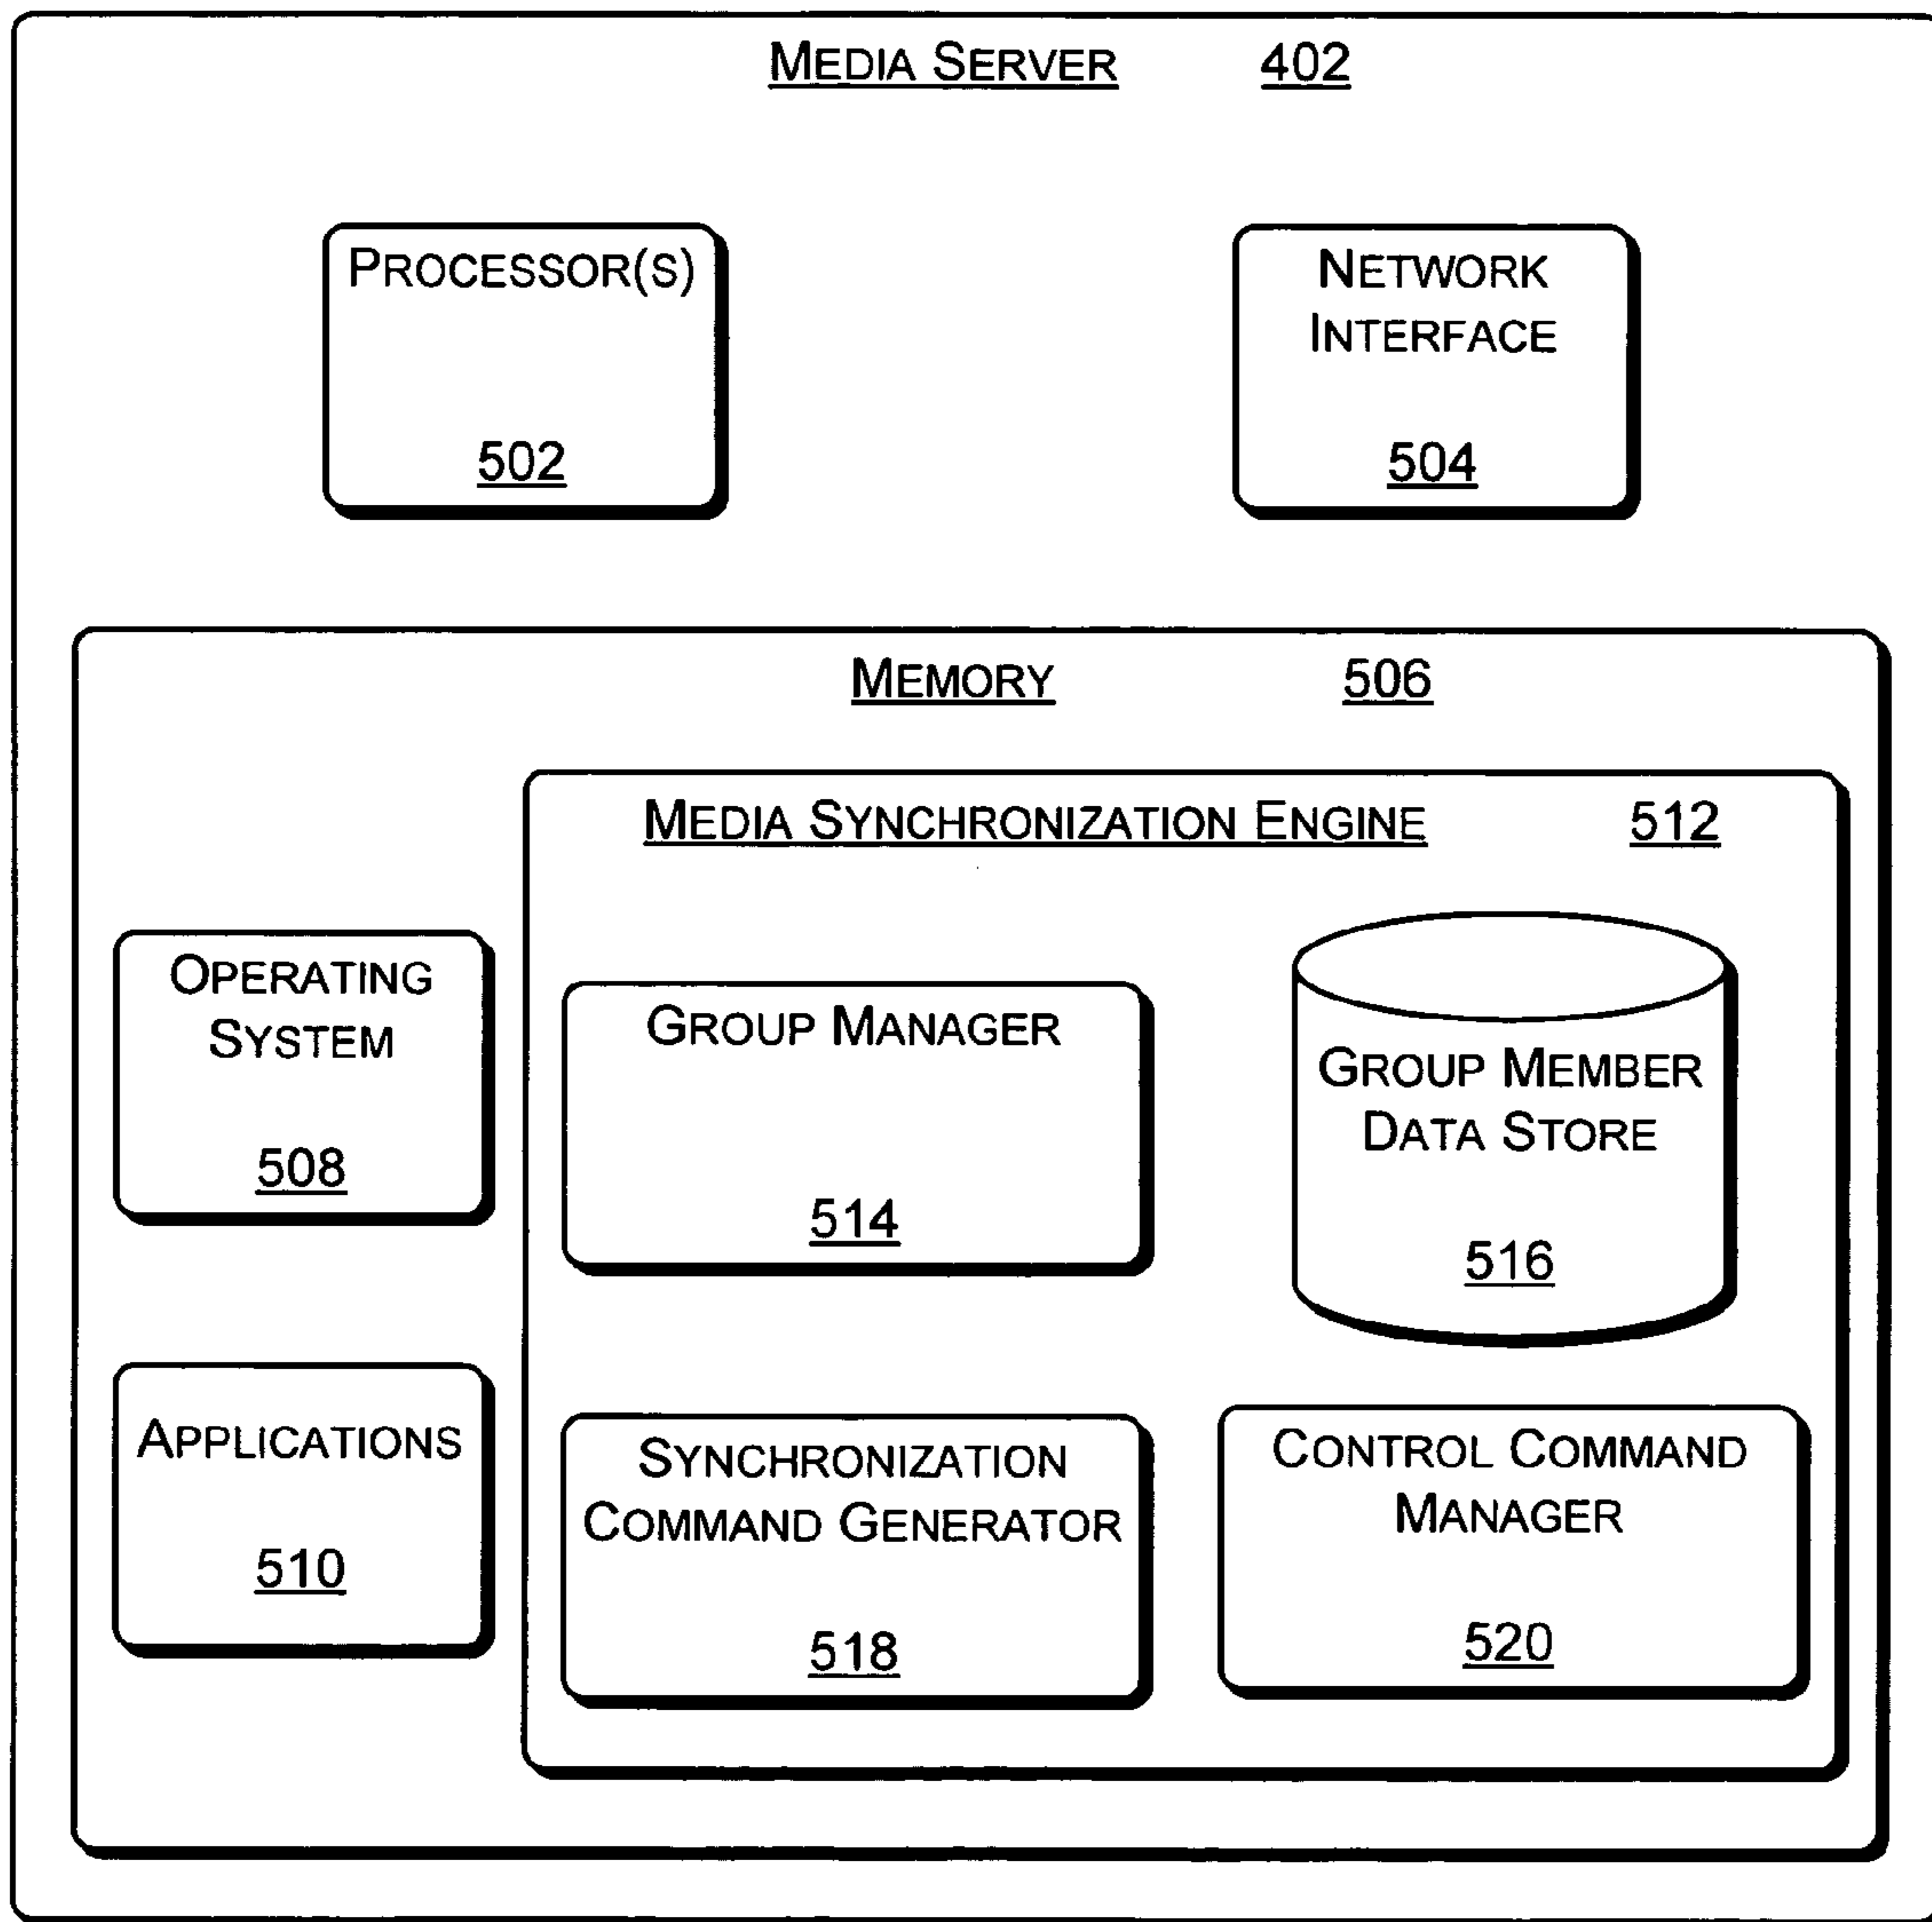 MEDIA SERVER 402
PROCESSOR(S)
502
NETWORK
INTERFACE
504
MEMORY 506
MEDIA SYNCHRONIZATION ENGINE 512
OPERATING
SYSTEM
508
GROUP MANAGER
514
GROUP MEMBER
DATA STORE
516
APPLICATIONS
510
SYNCHRONIZATION
COMMAND GENERATOR
518
CONTROL COMMAND
MANAGER
520